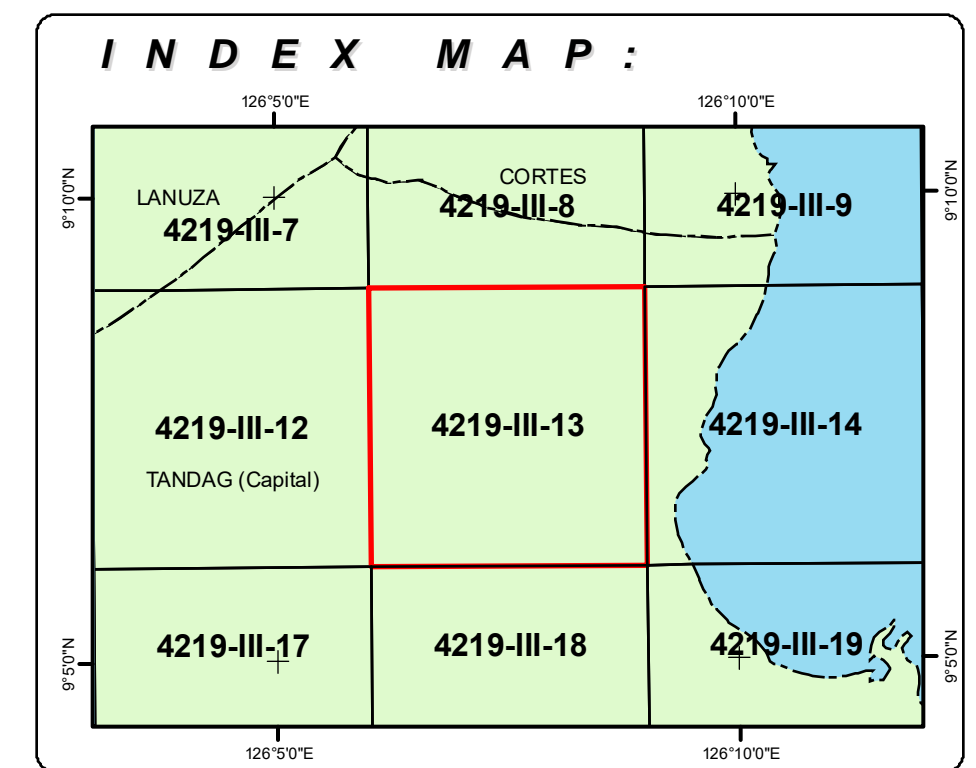 INDEX MAP:
126°5'0"E
126°10'0"E
9°10'0"N
9°10'0"N
LANUZA
CORTES
4219-III-7
4219-III-8
4219-III-9
4219-III-12
4219-III-13
4219-III-14
TANDAG (Capital)
4219-III-17
4219-III-18
4219-III-19
9°5'0"N
9°5'0"N
126°5'0"E
126°10'0"E